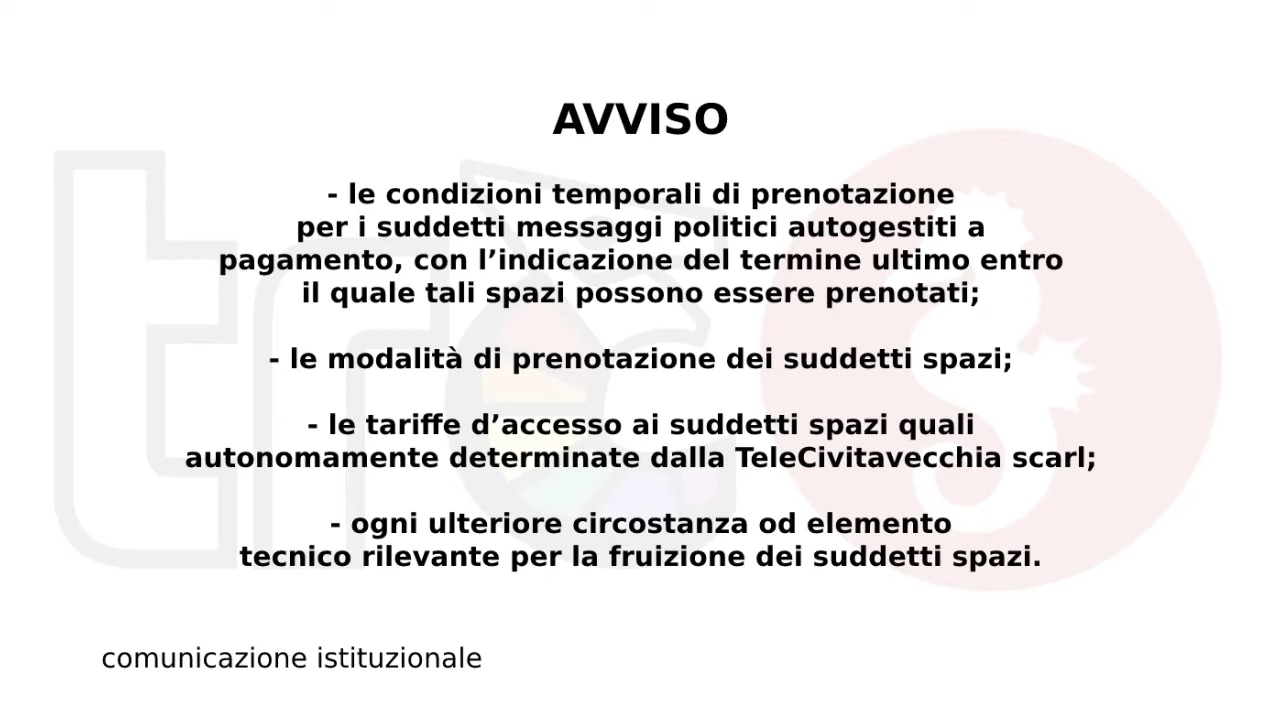 AVVISO
- le condizioni temporali di prenotazione
per i suddetti messaggi politici autogestiti a
pagamento, con l’indicazione del termine ultimo entro
il quale tali spazi possono essere prenotati;
- le modalità di prenotazione dei suddetti spazi;
- le tariffe d’accesso ai suddetti spazi quali
autonomamente determinate dalla TeleCivitavecchia scarl;
- ogni ulteriore circostanza od elemento
tecnico rilevante per la fruizione dei suddetti spazi.
comunicazione istituzionale
trc